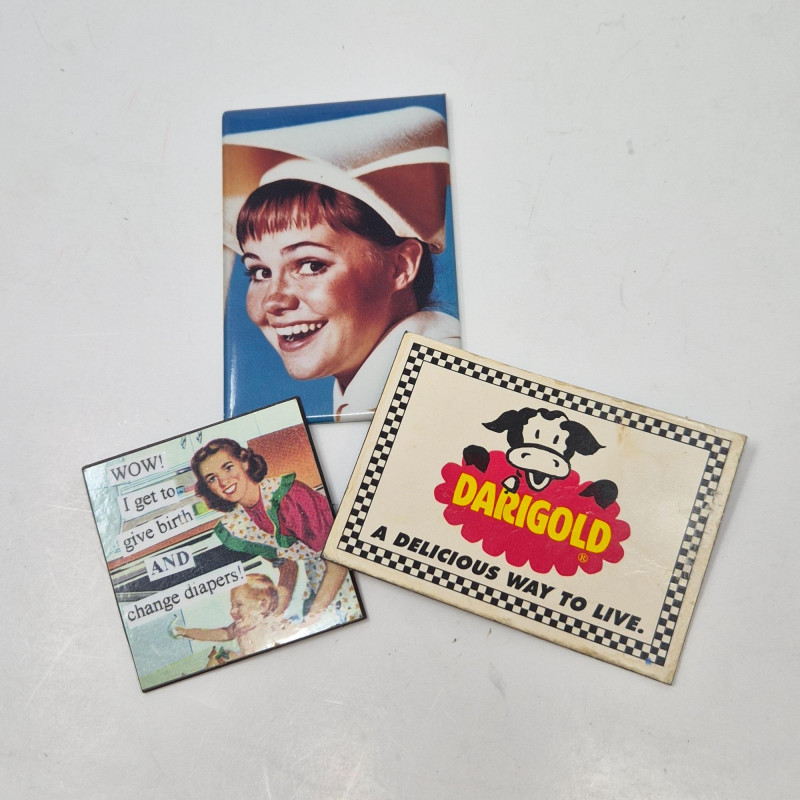 WOW!
I get to
give birth
AND
change diapers!
DARIGOLD®
A DELICIOUS WAY TO LIVE.